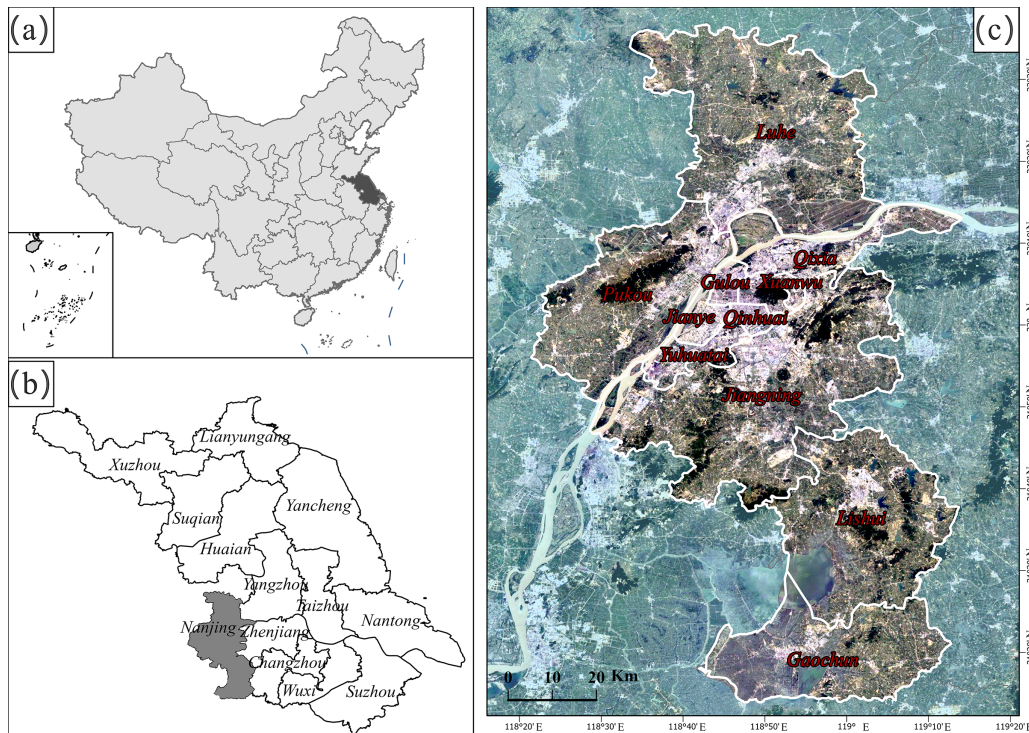 (a)
(b)
Lianyungang
Xuzhou
Yancheng
Suqian
Huaian
Yangzhou
Taizhou
Nanjing
Zhenjiang
Nantong
Changzhou
Wuxi
Suzhou
(c)
Luhe
Qixia
Gulou Xuanwu
Pukou
Jianye Qinhuai
Yuhuatai
Jiangning
Lishui
Gaochun
0 10 20 Km
118°20′ E 118°30′E 118°40′E 118°50′E 119° E 119°10′E 119°20′E